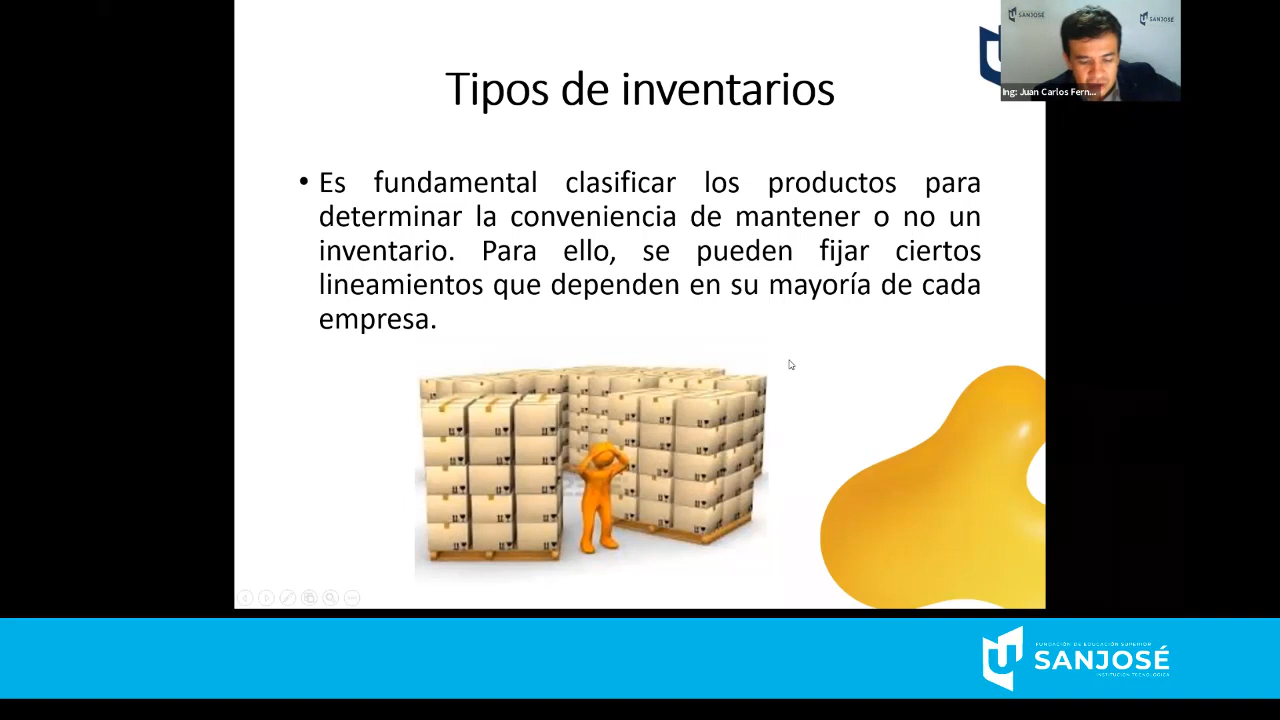 SANJOSÉ
SANJOSÉ
Ing: Juan Carlos Fern...
Tipos de inventarios
• Es fundamental clasificar los productos para
determinar la conveniencia de mantener o no un
inventario. Para ello, se pueden fijar ciertos
lineamientos que dependen en su mayoría de cada
empresa.
FUNDACIÓN DE EDUCACIÓN SUPERIOR
SANJOSÉ
INSTITUCIÓN TECNOLÓGICA